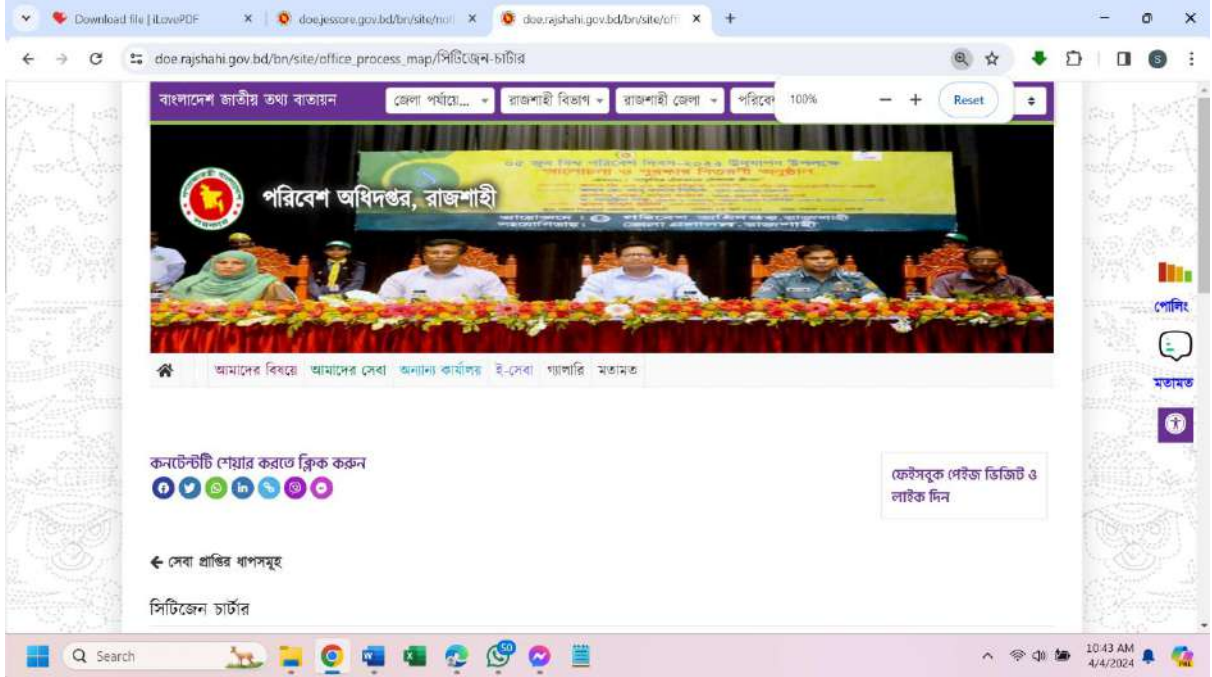 Download file | iLovePDF
doe.jessore.gov.bd/bn/site/noti
doe.rajshahi.gov.bd/bn/site/offi
doe.rajshahi.gov.bd/bn/site/office_process_map/সিটিজেন-চার্টার
বাংলাদেশ জাতীয় তথ্য বাতায়ন
জেলা পর্যায়ে...
রাজশাহী বিভাগ
রাজশাহী জেলা
পরিবেশ
100%
Reset
পরিবেশ অধিদপ্তর, রাজশাহী
আমাদের বিষয়ে আমাদের সেবা অন্যান্য কার্যালয় ই-সেবা গ্যালারি মতামত
পোলিং
মতামত
কনটেন্টটি শেয়ার করতে ক্লিক করুন
ফেইসবুক পেইজ ভিজিট ও
লাইক দিন
সেবা প্রাপ্তির ধাপসমূহ
সিটিজেন চার্টার
Search
50
10:43 AM
4/4/2024